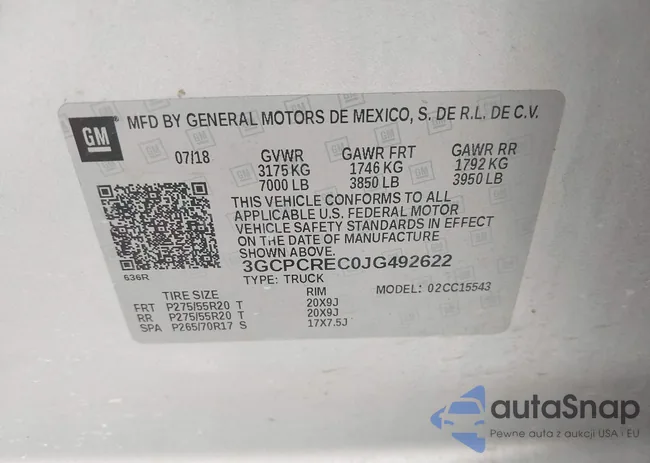 GM
MFD BY GENERAL MOTORS DE MEXICO, S. DE R.L. DE C.V.
07/18 GVWR GAWR FRT GAWR RR
3175 KG 1746 KG 1792 KG
7000 LB 3850 LB 3950 LB
THIS VEHICLE CONFORMS TO ALL
APPLICABLE U.S. FEDERAL MOTOR
VEHICLE SAFETY STANDARDS IN EFFECT
ON THE DATE OF MANUFACTURE
SHOWN ABOVE.
3GCPCREC0JG492622
636R
TYPE: TRUCK MODEL: 02CC15543
TIRE SIZE RIM
FRT P275/55R20 T 20X9J
RR P275/55R20 T 20X9J
SPA P265/70R17 S 17X7.5J
autaSnap
Pewne auta z aukcji USA i EU